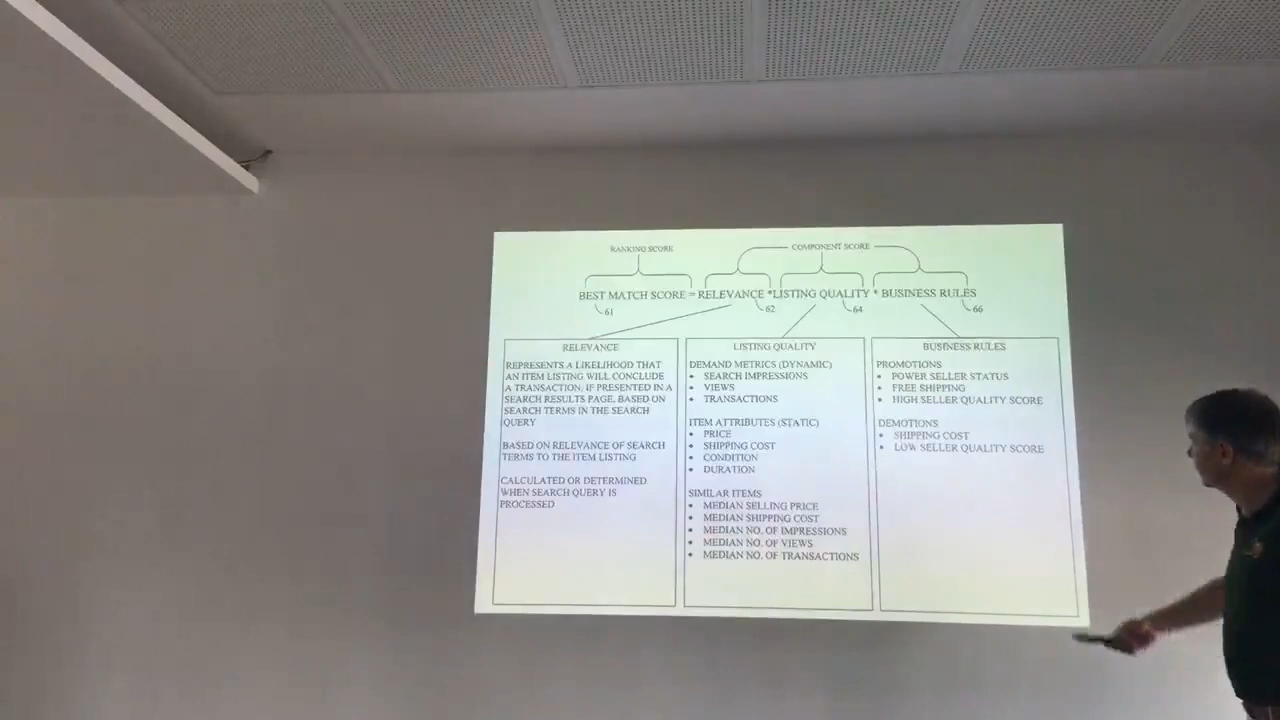 RANKING SCORE
COMPONENT SCORE
BEST MATCH SCORE = RELEVANCE *LISTING QUALITY * BUSINESS RULES
61
62
64
66
RELEVANCE
REPRESENTS A LIKELIHOOD THAT
AN ITEM LISTING WILL CONCLUDE
A TRANSACTION, IF PRESENTED IN A
SEARCH RESULTS PAGE, BASED ON
SEARCH TERMS IN THE SEARCH
QUERY
BASED ON RELEVANCE OF SEARCH
TERMS TO THE ITEM LISTING
CALCULATED OR DETERMINED
WHEN SEARCH QUERY IS
PROCESSED
LISTING QUALITY
DEMAND METRICS (DYNAMIC)
• SEARCH IMPRESSIONS
• VIEWS
• TRANSACTIONS
ITEM ATTRIBUTES (STATIC)
• PRICE
• SHIPPING COST
• CONDITION
• DURATION
SIMILAR ITEMS
• MEDIAN SELLING PRICE
• MEDIAN SHIPPING COST
• MEDIAN NO. OF IMPRESSIONS
• MEDIAN NO. OF VIEWS
• MEDIAN NO. OF TRANSACTIONS
BUSINESS RULES
PROMOTIONS
• POWER SELLER STATUS
• FREE SHIPPING
• HIGH SELLER QUALITY SCORE
DEMOTIONS
• SHIPPING COST
• LOW SELLER QUALITY SCORE